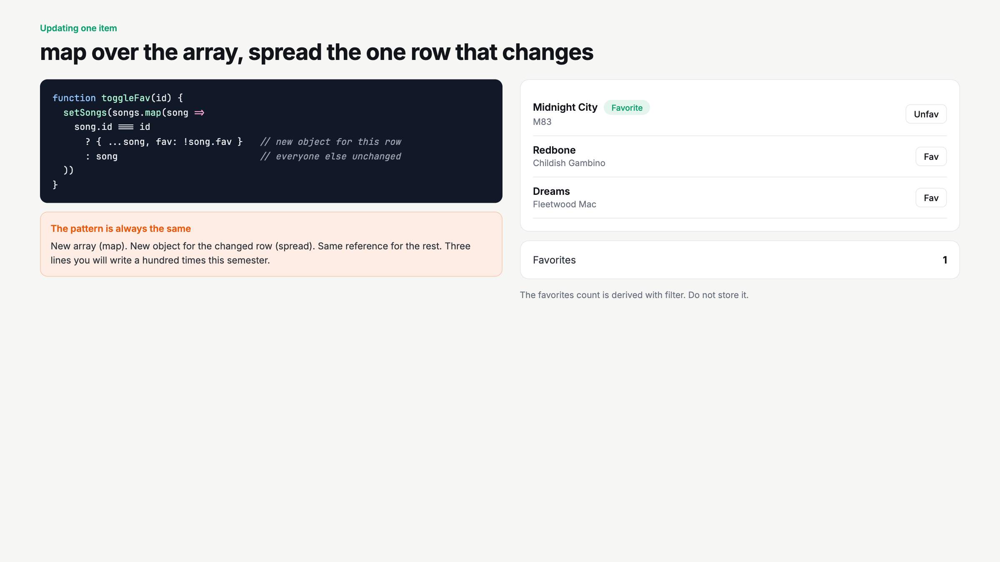 Updating one item
map over the array, spread the one row that changes
function toggleFav(id) {
  setSongs(songs.map(song =>
    song.id === id
      ? { ...song, fav: !song.fav }   // new object for this row
      : song                          // everyone else unchanged
  ))
}
The pattern is always the same
New array (map). New object for the changed row (spread). Same reference for the rest. Three
lines you will write a hundred times this semester.
Midnight City Favorite
M83
Unfav
Redbone
Childish Gambino
Fav
Dreams
Fleetwood Mac
Fav
Favorites 1
The favorites count is derived with filter. Do not store it.